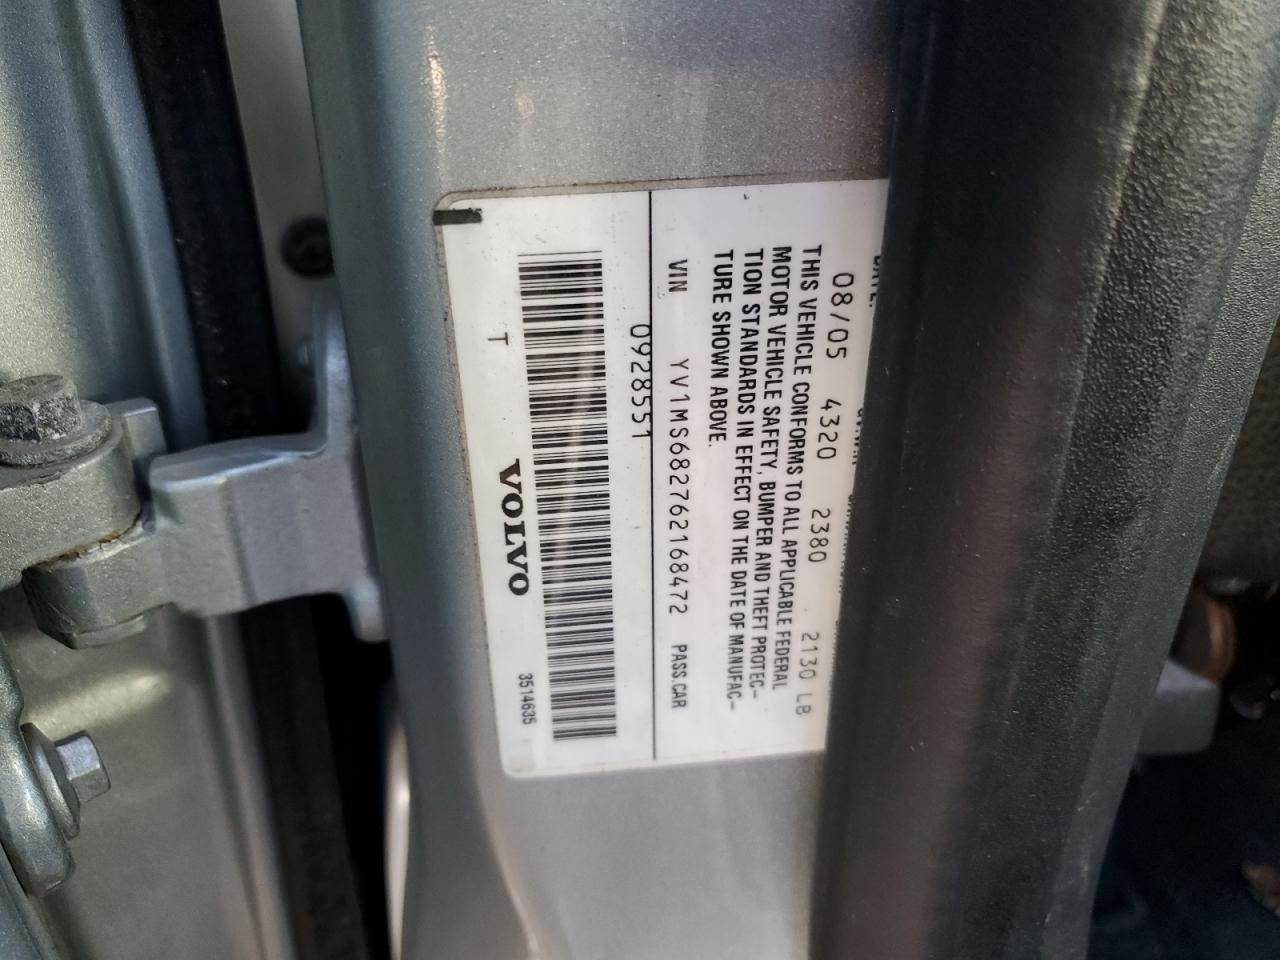 08/05 4320 2380 2130 LB
THIS VEHICLE CONFORMS TO ALL APPLICABLE FEDERAL
MOTOR VEHICLE SAFETY, BUMPER AND THEFT PROTEC-
TION STANDARDS IN EFFECT ON THE DATE OF MANUFAC-
TURE SHOWN ABOVE.
VIN YV1MS682762168472 PASS.CAR
0928551
T VOLVO 3514635